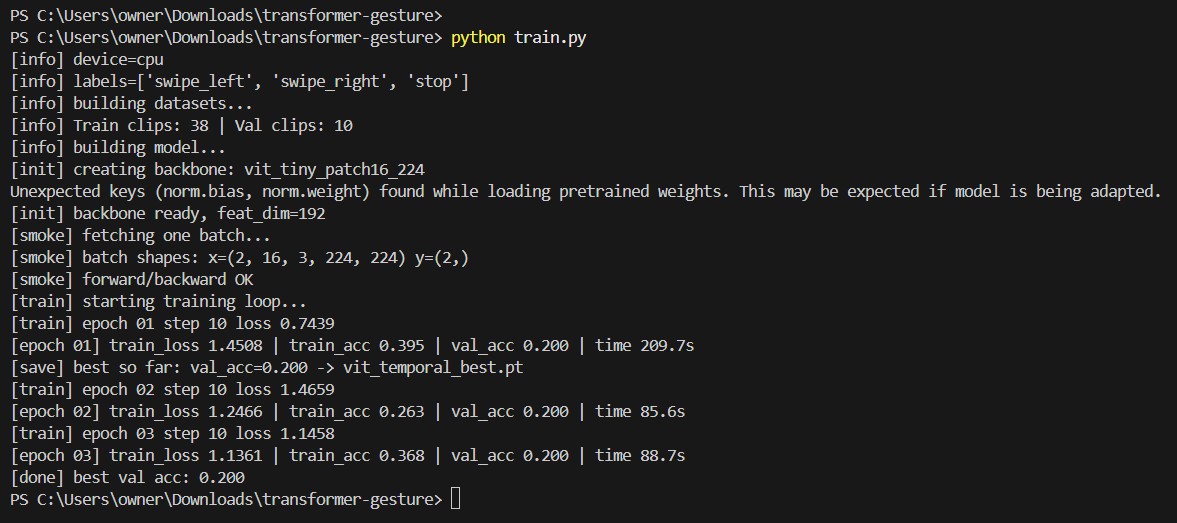 PS C:\Users\owner\Downloads\transformer-gesture>
PS C:\Users\owner\Downloads\transformer-gesture> python train.py
[info] device=cpu
[info] labels=['swipe_left', 'swipe_right', 'stop']
[info] building datasets...
[info] Train clips: 38 | Val clips: 10
[info] building model...
[init] creating backbone: vit_tiny_patch16_224
Unexpected keys (norm.bias, norm.weight) found while loading pretrained weights. This may be expected if model is being adapted.
[init] backbone ready, feat_dim=192
[smoke] fetching one batch...
[smoke] batch shapes: x=(2, 16, 3, 224, 224) y=(2,)
[smoke] forward/backward OK
[train] starting training loop...
[train] epoch 01 step 10 loss 0.7439
[epoch 01] train_loss 1.4508 | train_acc 0.395 | val_acc 0.200 | time 209.7s
[save] best so far: val_acc=0.200 -> vit_temporal_best.pt
[train] epoch 02 step 10 loss 1.4659
[epoch 02] train_loss 1.2466 | train_acc 0.263 | val_acc 0.200 | time 85.6s
[train] epoch 03 step 10 loss 1.1458
[epoch 03] train_loss 1.1361 | train_acc 0.368 | val_acc 0.200 | time 88.7s
[done] best val acc: 0.200
PS C:\Users\owner\Downloads\transformer-gesture>